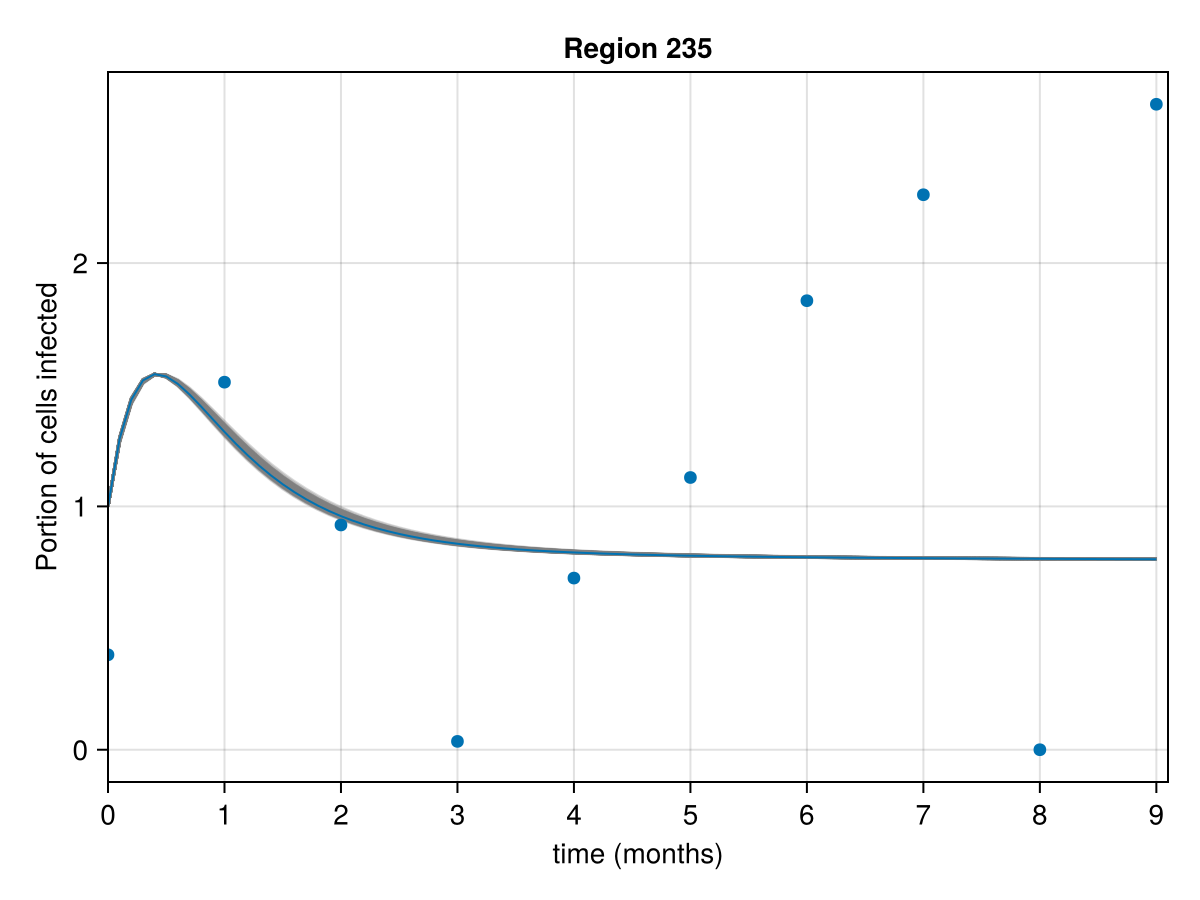 Region 235
Portion of cells infected
2
1
0
0 1 2 3 4 5 6 7 8 9
time (months)